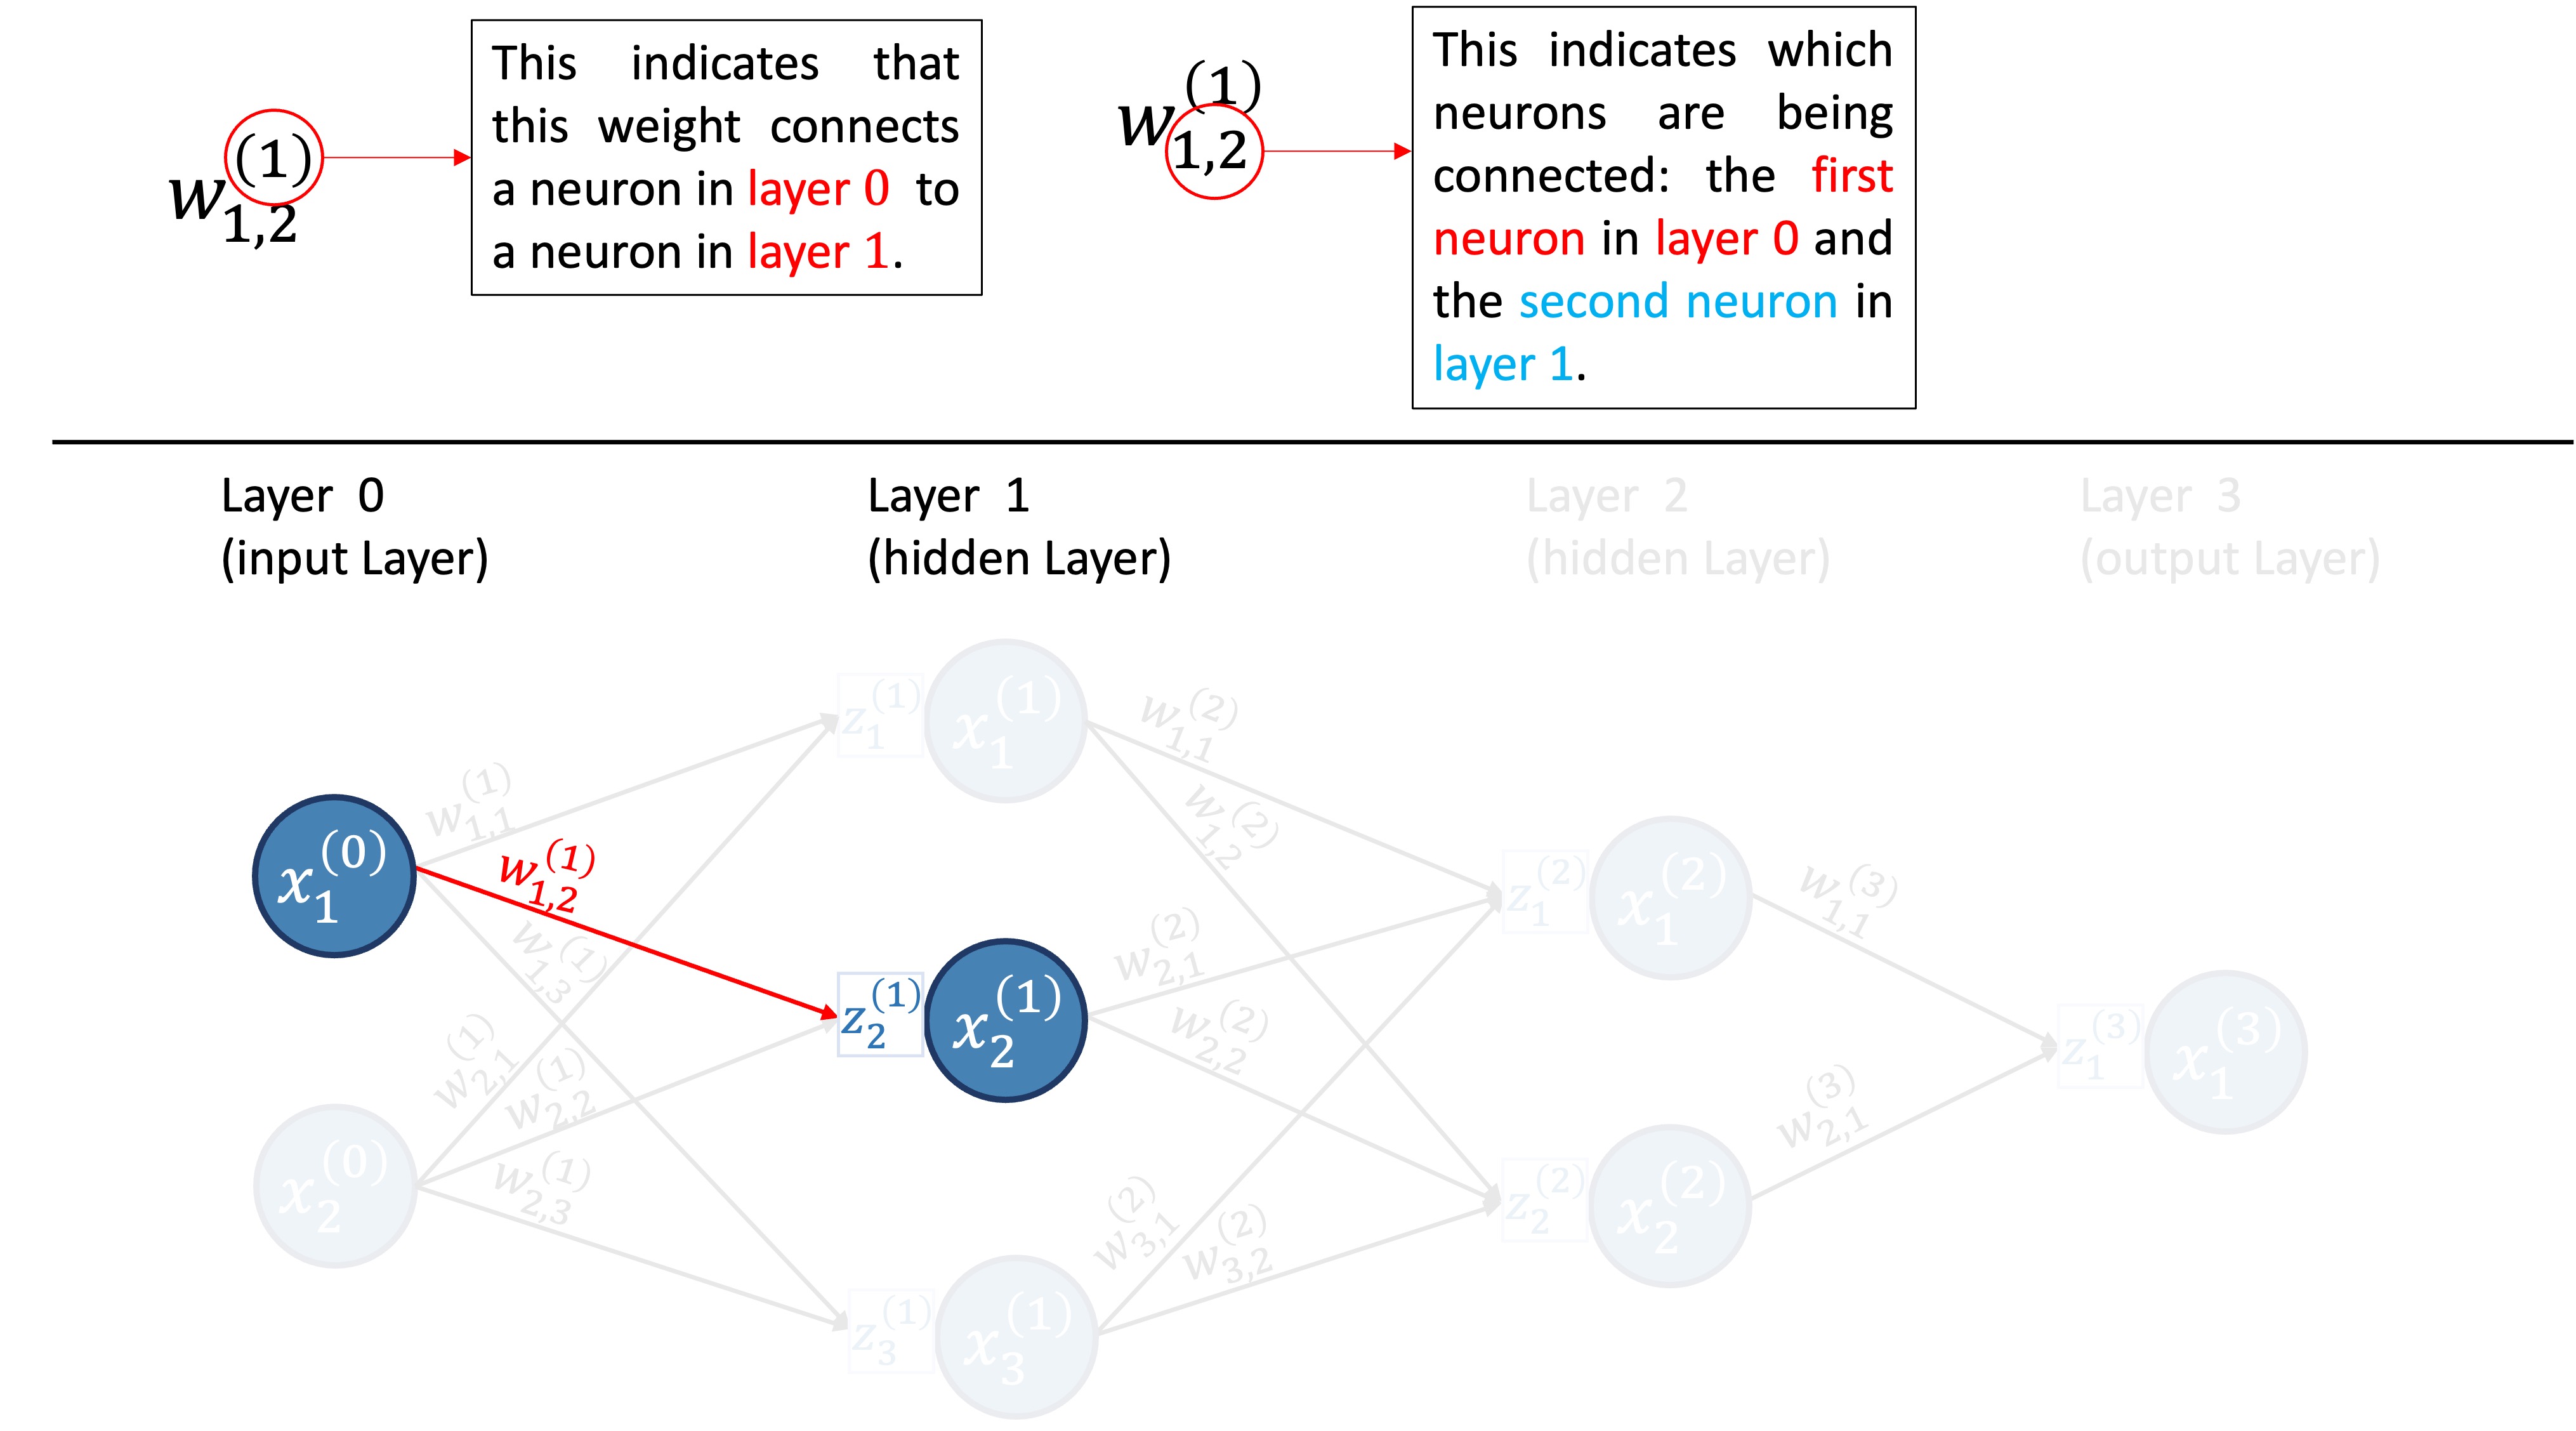 w_{1,2}^{(1)}
This indicates that
this weight connects
a neuron in layer 0 to
a neuron in layer 1.
w_{1,2}^{(1)}
This indicates which
neurons are being
connected: the first
neuron in layer 0 and
the second neuron in
layer 1.
Layer 0
(input Layer)
Layer 1
(hidden Layer)
Layer 2
(hidden Layer)
Layer 3
(output Layer)
x_1^{(0)}
x_2^{(0)}
w_{1,1}^{(1)}
w_{1,2}^{(1)}
w_{1,3}^{(1)}
w_{2,1}^{(1)}
w_{2,2}^{(1)}
w_{2,3}^{(1)}
z_1^{(1)} x_1^{(1)}
z_2^{(1)} x_2^{(1)}
z_3^{(1)} x_3^{(1)}
w_{1,1}^{(2)}
w_{1,2}^{(2)}
w_{2,1}^{(2)}
w_{2,2}^{(2)}
w_{3,1}^{(2)}
w_{3,2}^{(2)}
z_1^{(2)} x_1^{(2)}
z_2^{(2)} x_2^{(2)}
w_{1,1}^{(3)}
w_{2,1}^{(3)}
z_1^{(3)} x_1^{(3)}